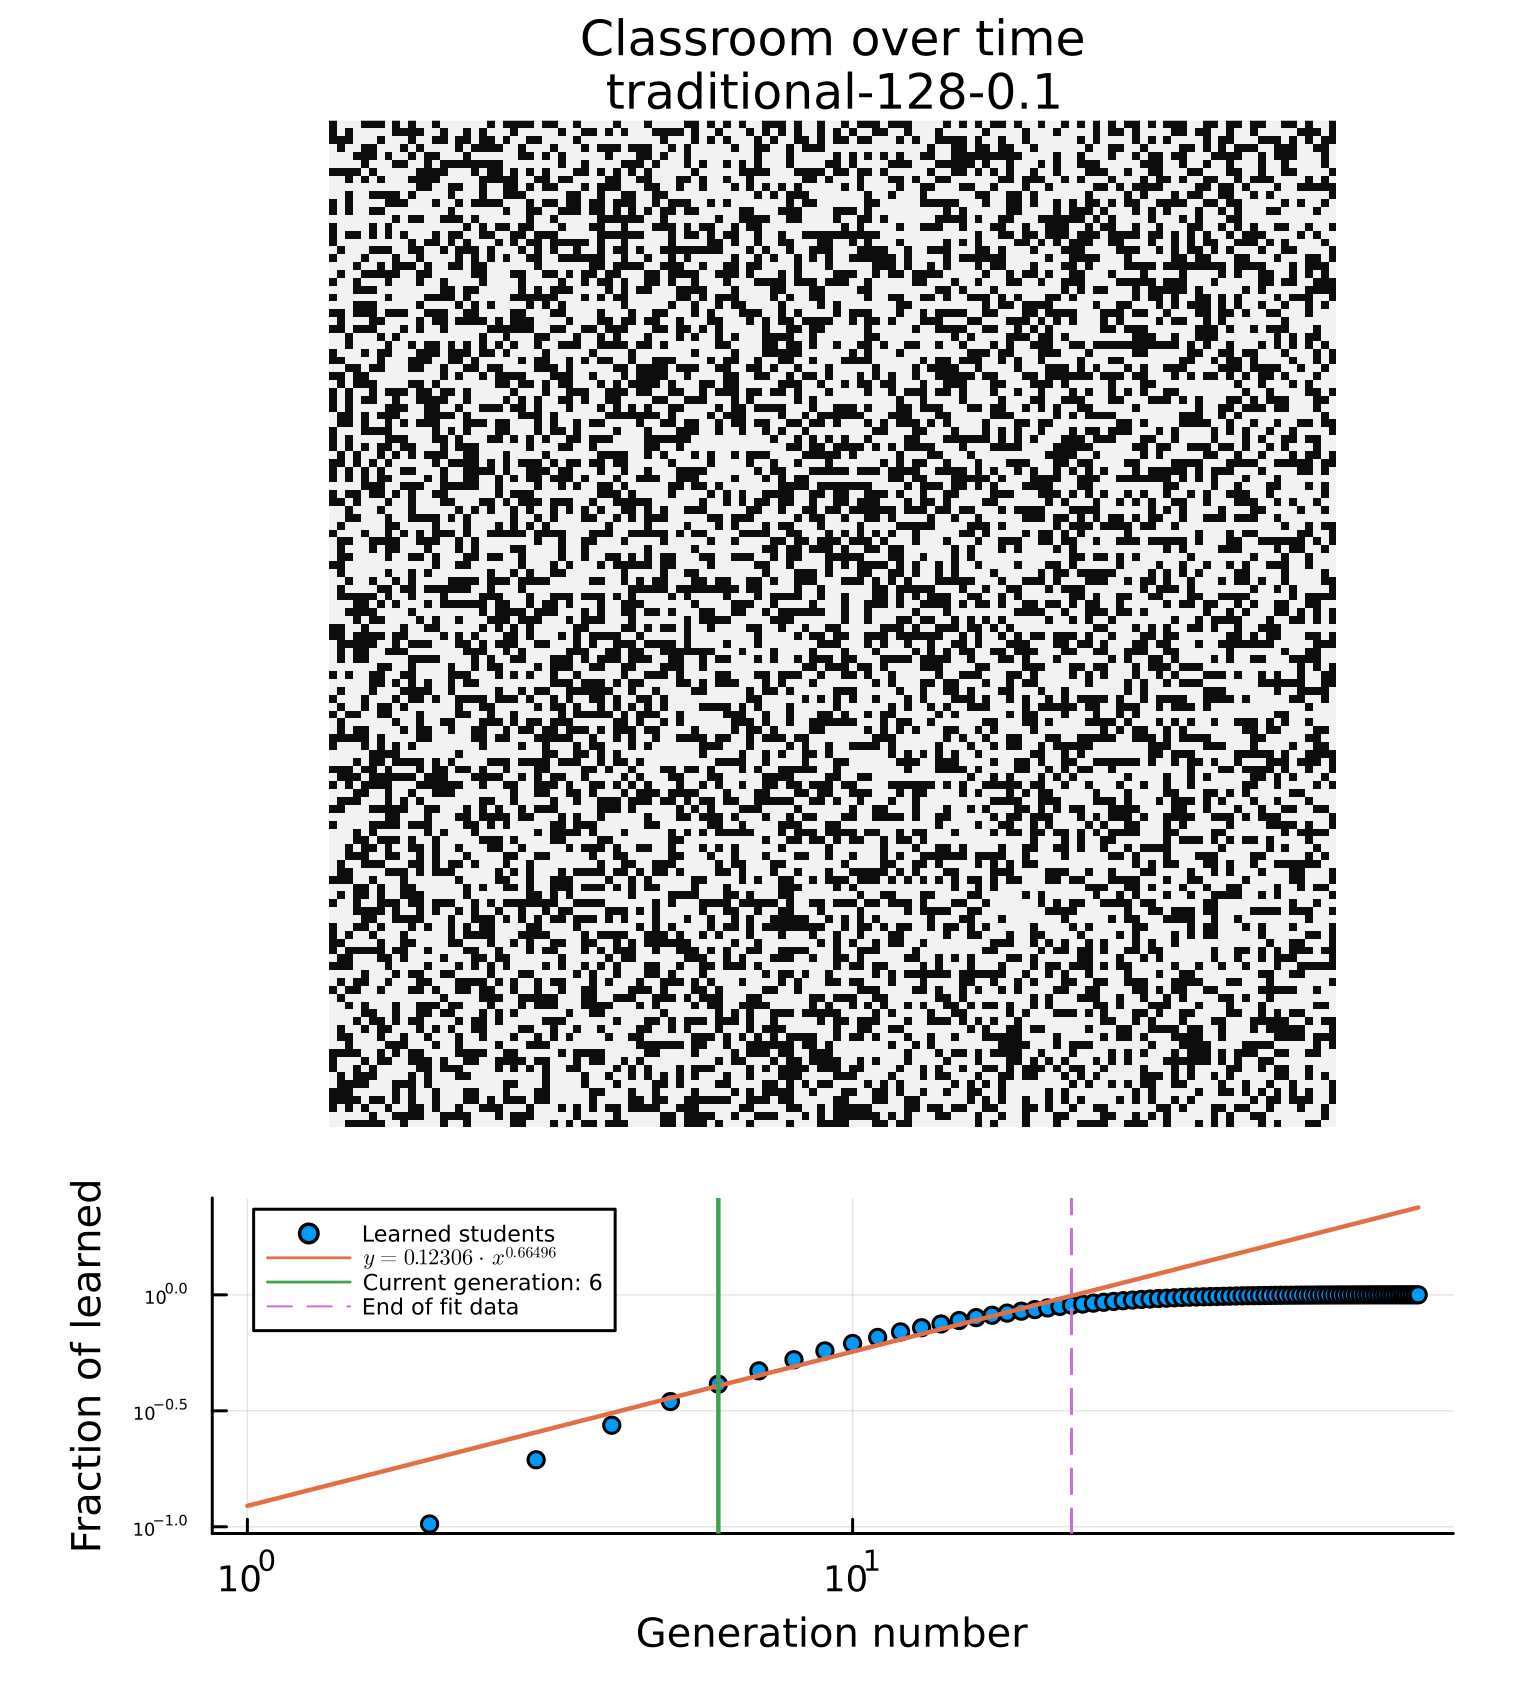 Classroom over time
traditional-128-0.1
Fraction of learned
Learned students
y = 0.12306 · x^0.66496
Current generation: 6
End of fit data
10^0.0
10^−0.5
10^−1.0
10^0
10^1
Generation number